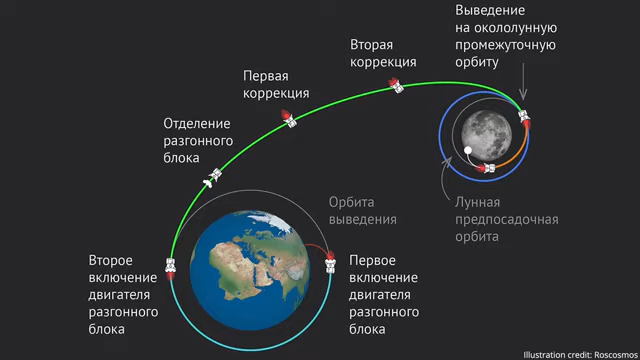 Выведение
на окололунную
промежуточную
орбиту
Вторая
коррекция
Первая
коррекция
Отделение
разгонного
блока
Орбита
выведения
Лунная
предпосадочная
орбита
Второе
включение
двигателя
разгонного
блока
Первое
включение
двигателя
разгонного
блока
Illustration credit: Roscosmos